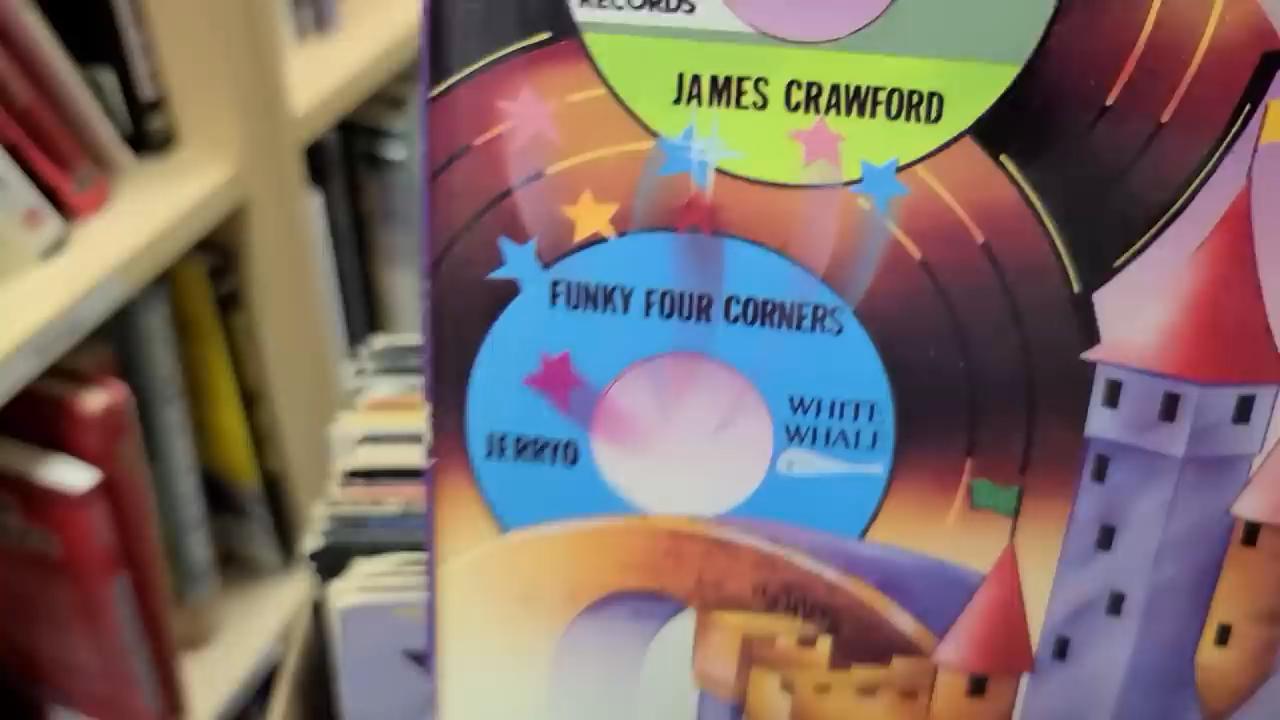 RECORDS
JAMES CRAWFORD
FUNKY FOUR CORNERS
WHITE
WHALE
JERRYO